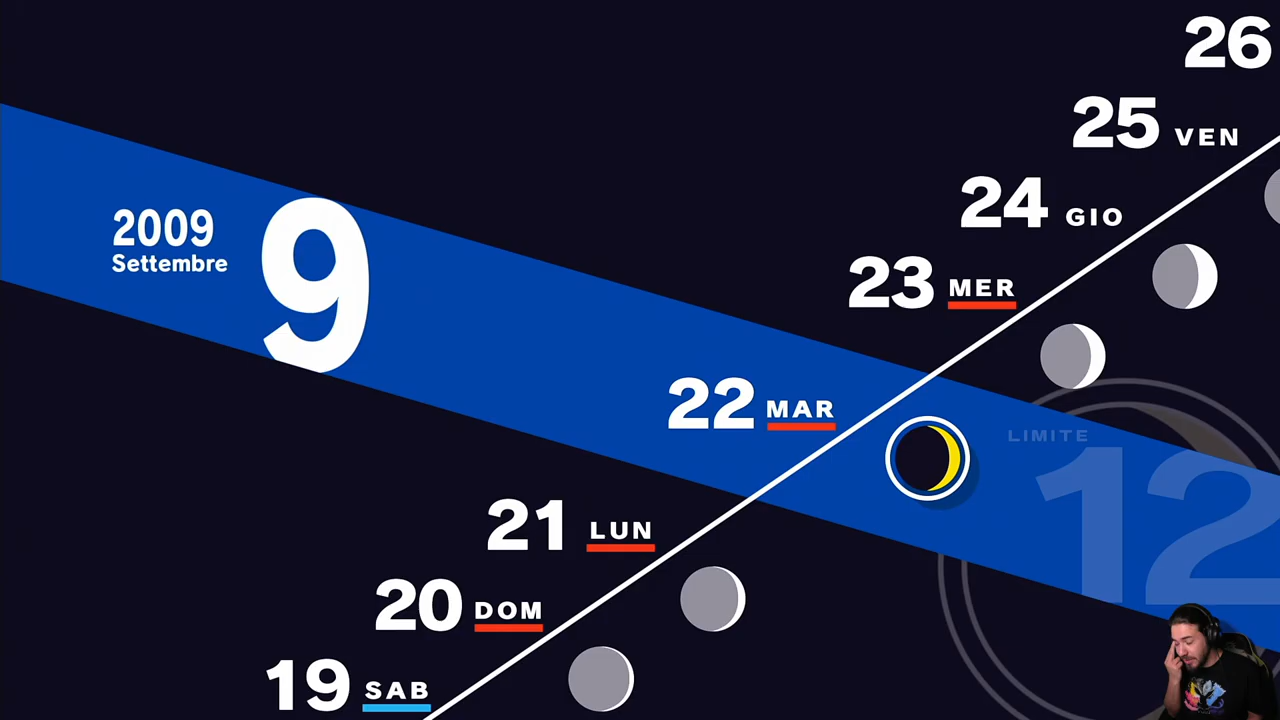 26
25 VEN
24 GIO
2009
Settembre
9
23 MER
22 MAR
LIMITE
12
21 LUN
20 DOM
19 SAB